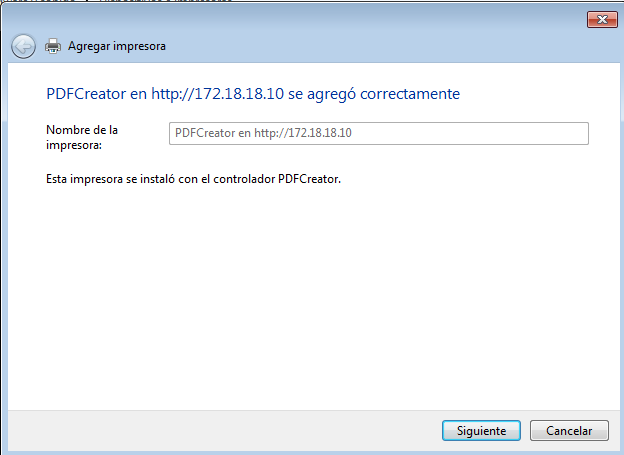 Agregar impresora
PDFCreator en http://172.18.18.10 se agregó correctamente
Nombre de la
impresora:
PDFCreator en http://172.18.18.10
Esta impresora se instaló con el controlador PDFCreator.
Siguiente
Cancelar